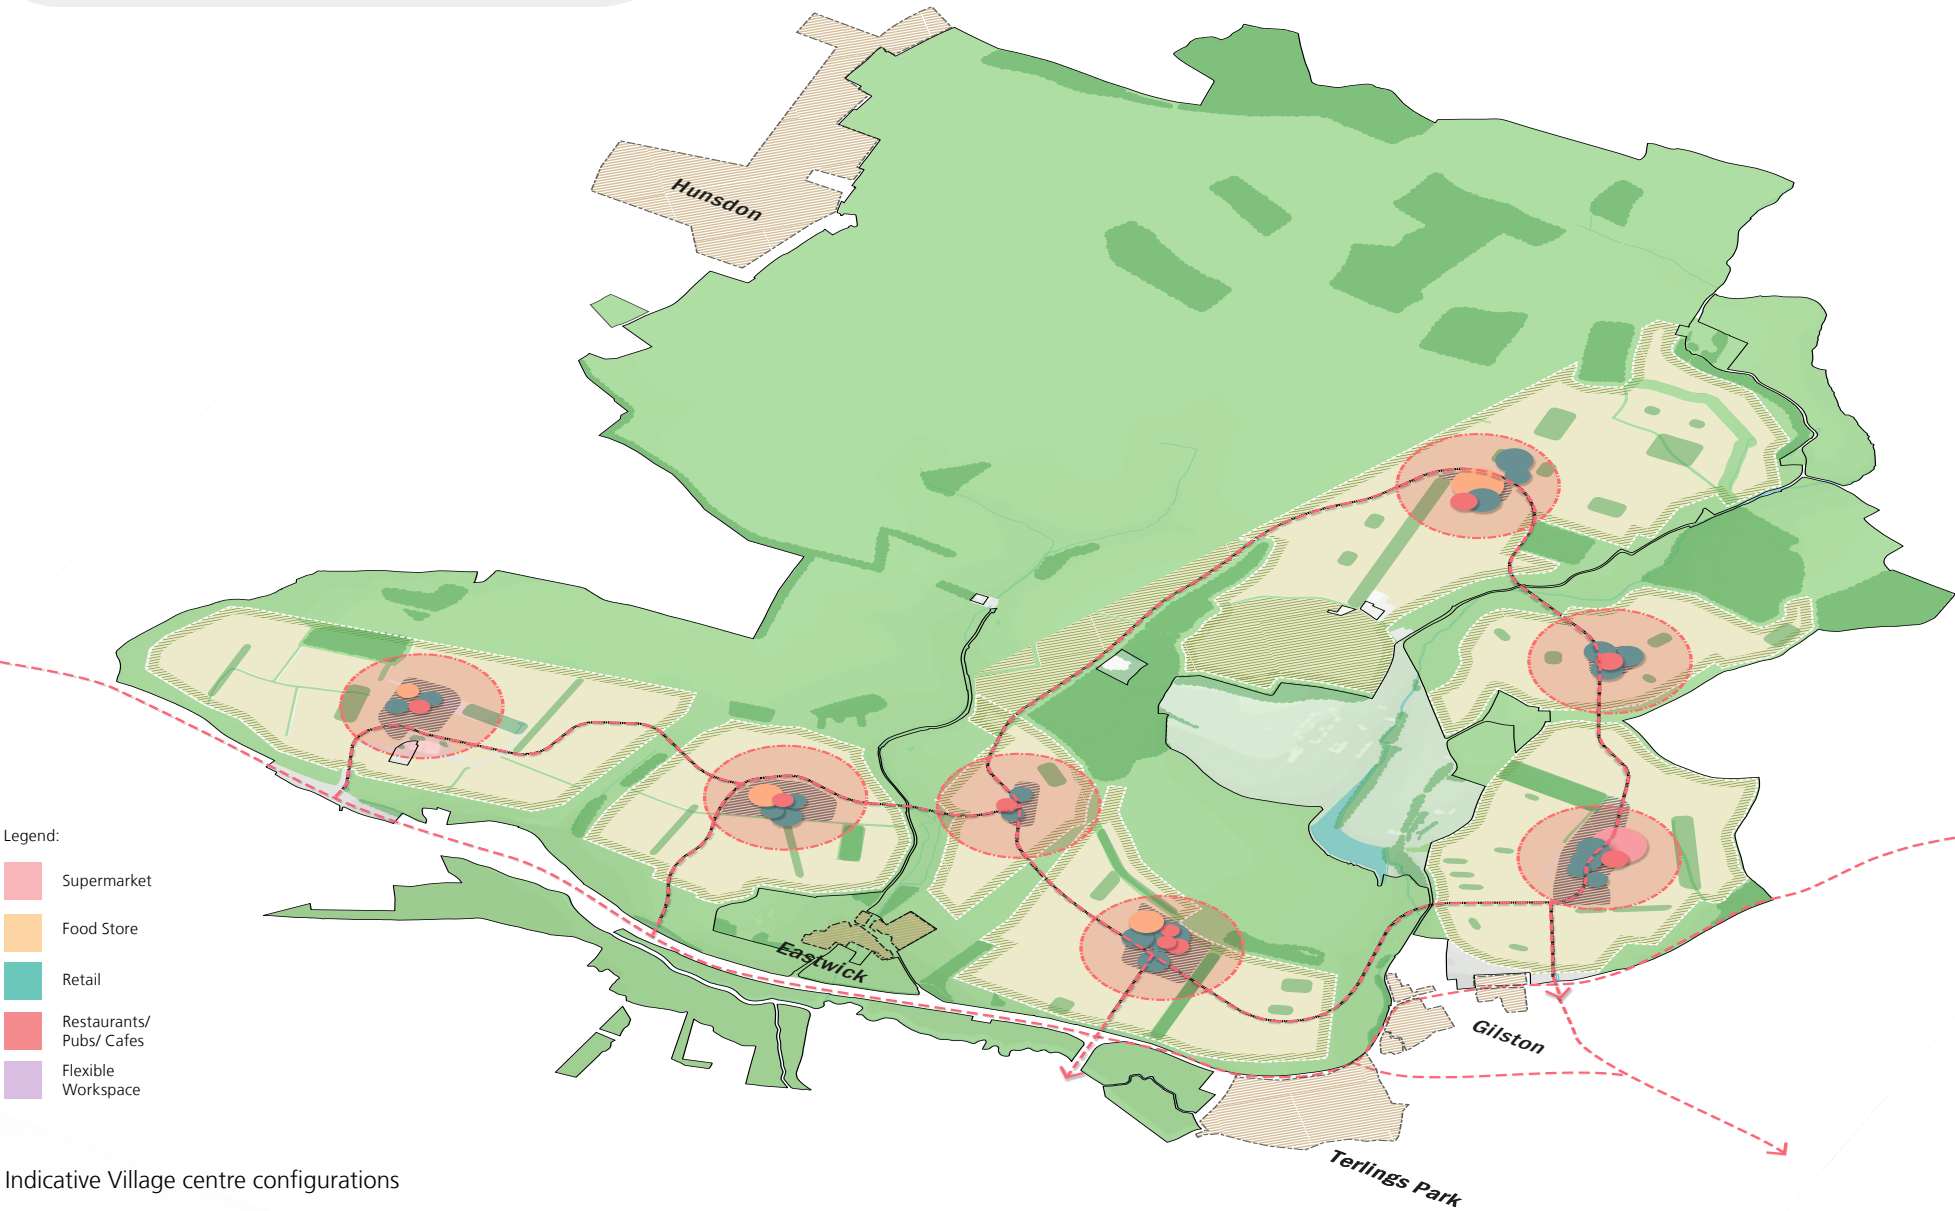 Hunsdon
Eastwick
Gilston
Terlings Park
Legend:
Supermarket
Food Store
Retail
Restaurants/
Pubs/ Cafes
Flexible
Workspace
Indicative Village centre configurations